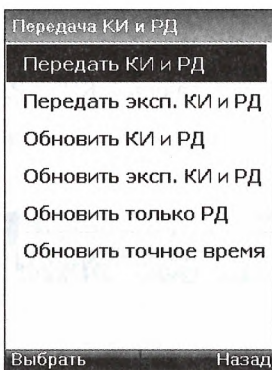 Передача КИ и РД
Передать КИ и РД
Передать эксп. КИ и РД
Обновить КИ и РД
Обновить эксп. КИ и РД
Обновить только РД
Обновить точное время
Выбрать Назад